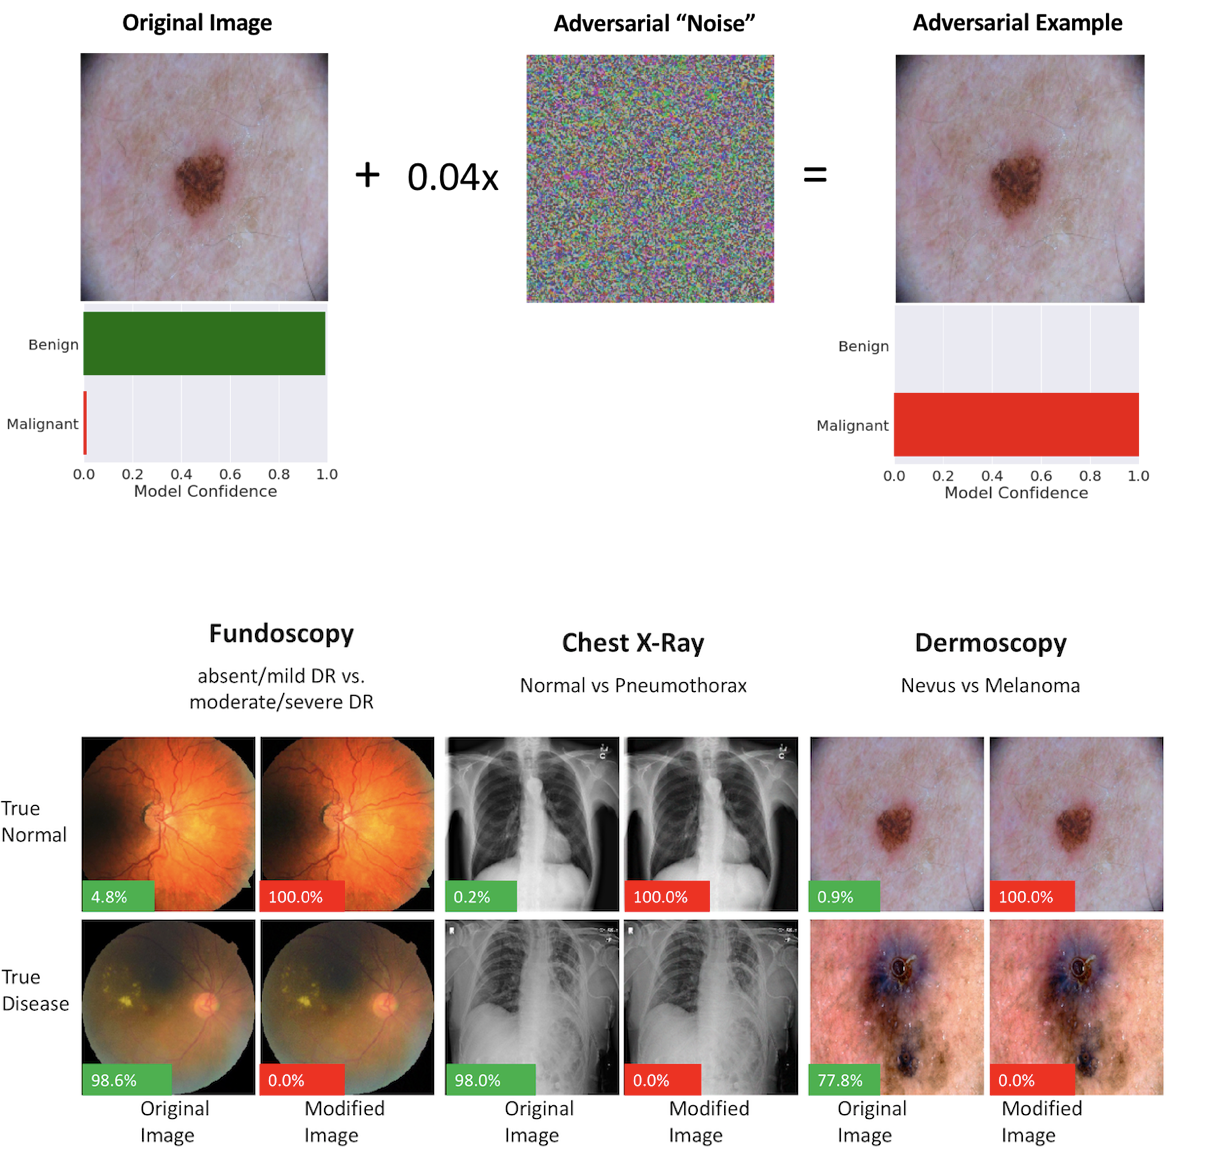 Original Image
Adversarial “Noise”
Adversarial Example
+ 0.04x =
Benign
Malignant
0.0 0.2 0.4 0.6 0.8 1.0
Model Confidence
Benign
Malignant
0.0 0.2 0.4 0.6 0.8 1.0
Model Confidence
Fundoscopy
absent/mild DR vs.
moderate/severe DR
Chest X-Ray
Normal vs Pneumothorax
Dermoscopy
Nevus vs Melanoma
True
Normal
4.8% 100.0% 0.2% 100.0% 0.9% 100.0%
True
Disease
98.6% 0.0% 98.0% 0.0% 77.8% 0.0%
Original
Image
Modified
Image
Original
Image
Modified
Image
Original
Image
Modified
Image